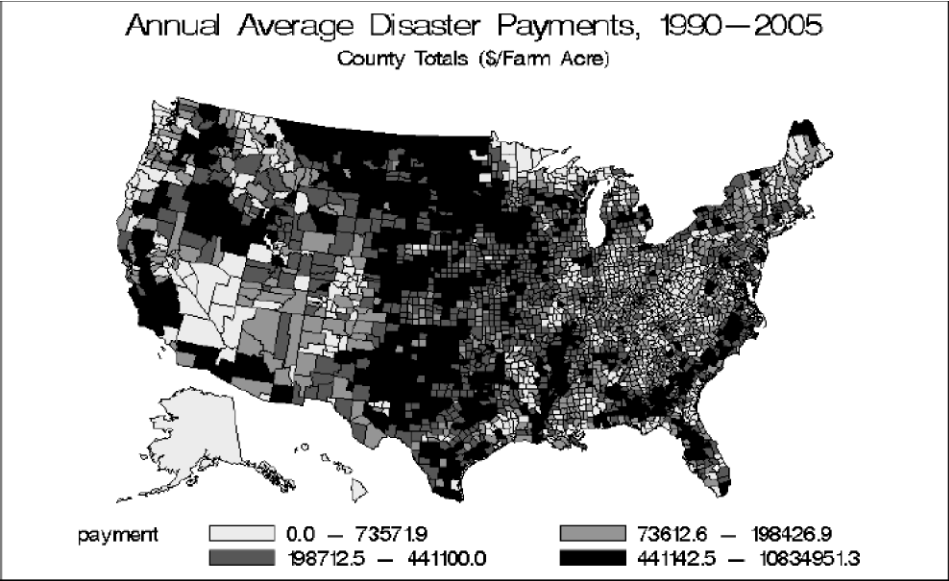 Annual Average Disaster Payments, 1990–2005
County Totals ($/Farm Acre)
payment 0.0 – 73571.9 73612.6 – 198426.9
198712.5 – 441100.0 441142.5 – 10834951.3